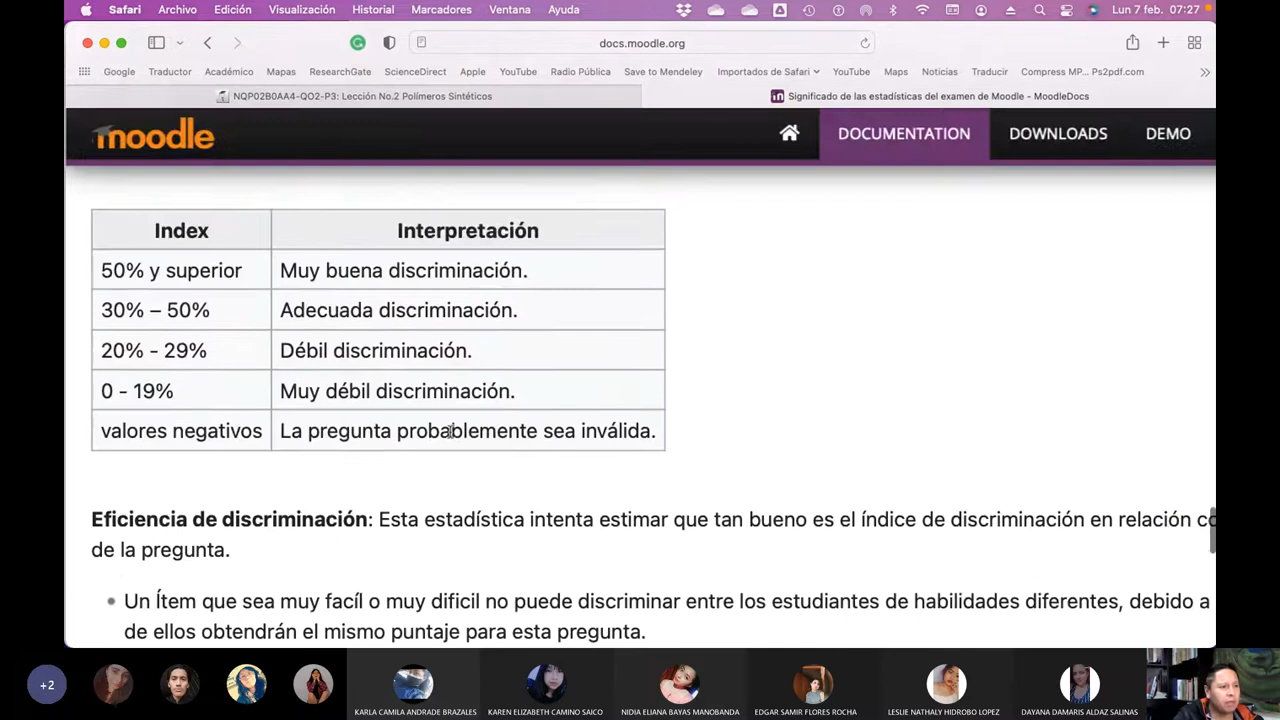 Safari Archivo Edición Visualización Historial Marcadores Ventana Ayuda Lun 7 feb. 07:27
docs.moodle.org
Google Traductor Académico Mapas ResearchGate ScienceDirect Apple YouTube Radio Pública Save to Mendeley Importados de Safari YouTube Maps Noticias Traducir Compress MP... Ps2pdf.com
NQP02B0AA4-QO2-P3: Lección No.2 Polímeros Sintéticos
Significado de las estadísticas del examen de Moodle - MoodleDocs
moodle DOCUMENTATION DOWNLOADS DEMO
Index Interpretación
50% y superior Muy buena discriminación.
30% – 50% Adecuada discriminación.
20% - 29% Débil discriminación.
0 - 19% Muy débil discriminación.
valores negativos La pregunta probablemente sea inválida.
Eficiencia de discriminación: Esta estadística intenta estimar que tan bueno es el índice de discriminación en relación co
de la pregunta.
Un Ítem que sea muy facíl o muy dificil no puede discriminar entre los estudiantes de habilidades diferentes, debido a
de ellos obtendrán el mismo puntaje para esta pregunta.
+2
KARLA CAMILA ANDRADE BRAZALES
KAREN ELIZABETH CAMINO SAICO
NIDIA ELIANA BAYAS MANOBANDA
EDGAR SAMIR FLORES ROCHA
LESLIE NATHALY HIDROBO LOPEZ
DAYANA DAMARIS ALDAZ SALINAS